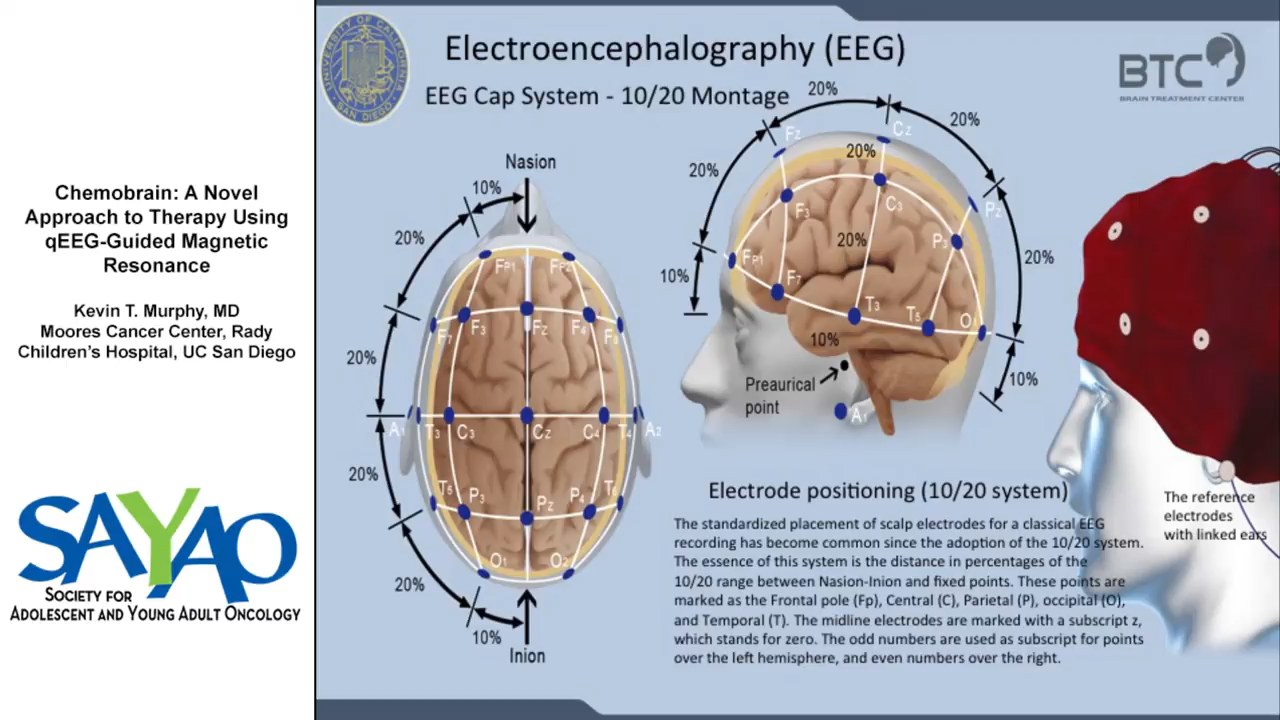 Chemobrain: A Novel
Approach to Therapy Using
qEEG-Guided Magnetic
Resonance
Kevin T. Murphy, MD
Moores Cancer Center, Rady
Children's Hospital, UC San Diego
SAYAO
SOCIETY FOR
ADOLESCENT AND YOUNG ADULT ONCOLOGY
UNIVERSITY OF CALIFORNIA
SAN DIEGO
Electroencephalography (EEG)
EEG Cap System - 10/20 Montage
BTC
BRAIN TREATMENT CENTER
Nasion
10%
20%
20%
20%
20%
10%
Inion
FP1
FP2
F7
F3
FZ
F4
F8
A1
T3
C3
CZ
C4
T4
A2
T5
P3
PZ
P4
T6
O1
O2
20%
20%
20%
20%
10%
10%
20%
20%
10%
FZ
CZ
PZ
F3
C3
P3
FP1
F7
T3
T5
O1
A1
Preaurical
point
Electrode positioning (10/20 system)
The standardized placement of scalp electrodes for a classical EEG
recording has become common since the adoption of the 10/20 system.
The essence of this system is the distance in percentages of the
10/20 range between Nasion-Inion and fixed points. These points are
marked as the Frontal pole (Fp), Central (C), Parietal (P), occipital (O),
and Temporal (T). The midline electrodes are marked with a subscript z,
which stands for zero. The odd numbers are used as subscript for points
over the left hemisphere, and even numbers over the right.
The reference
electrodes
with linked ears